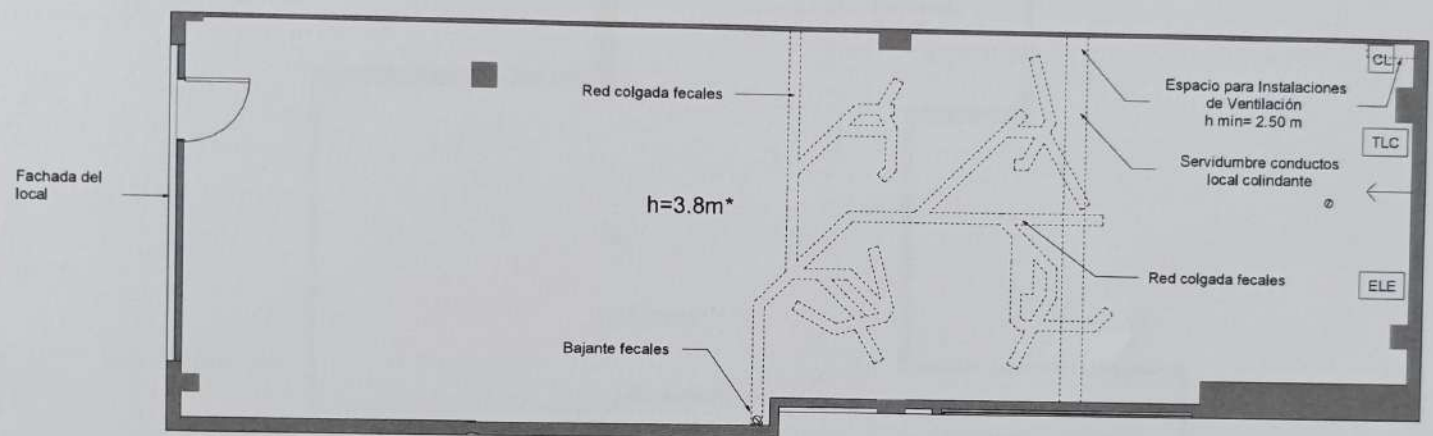 Fachada del
local
Red colgada fecales
h=3.8m*
Bajante fecales
CL
Espacio para Instalaciones
de Ventilación
h min= 2.50 m
TLC
Servidumbre conductos
local colindante
Red colgada fecales
ELE